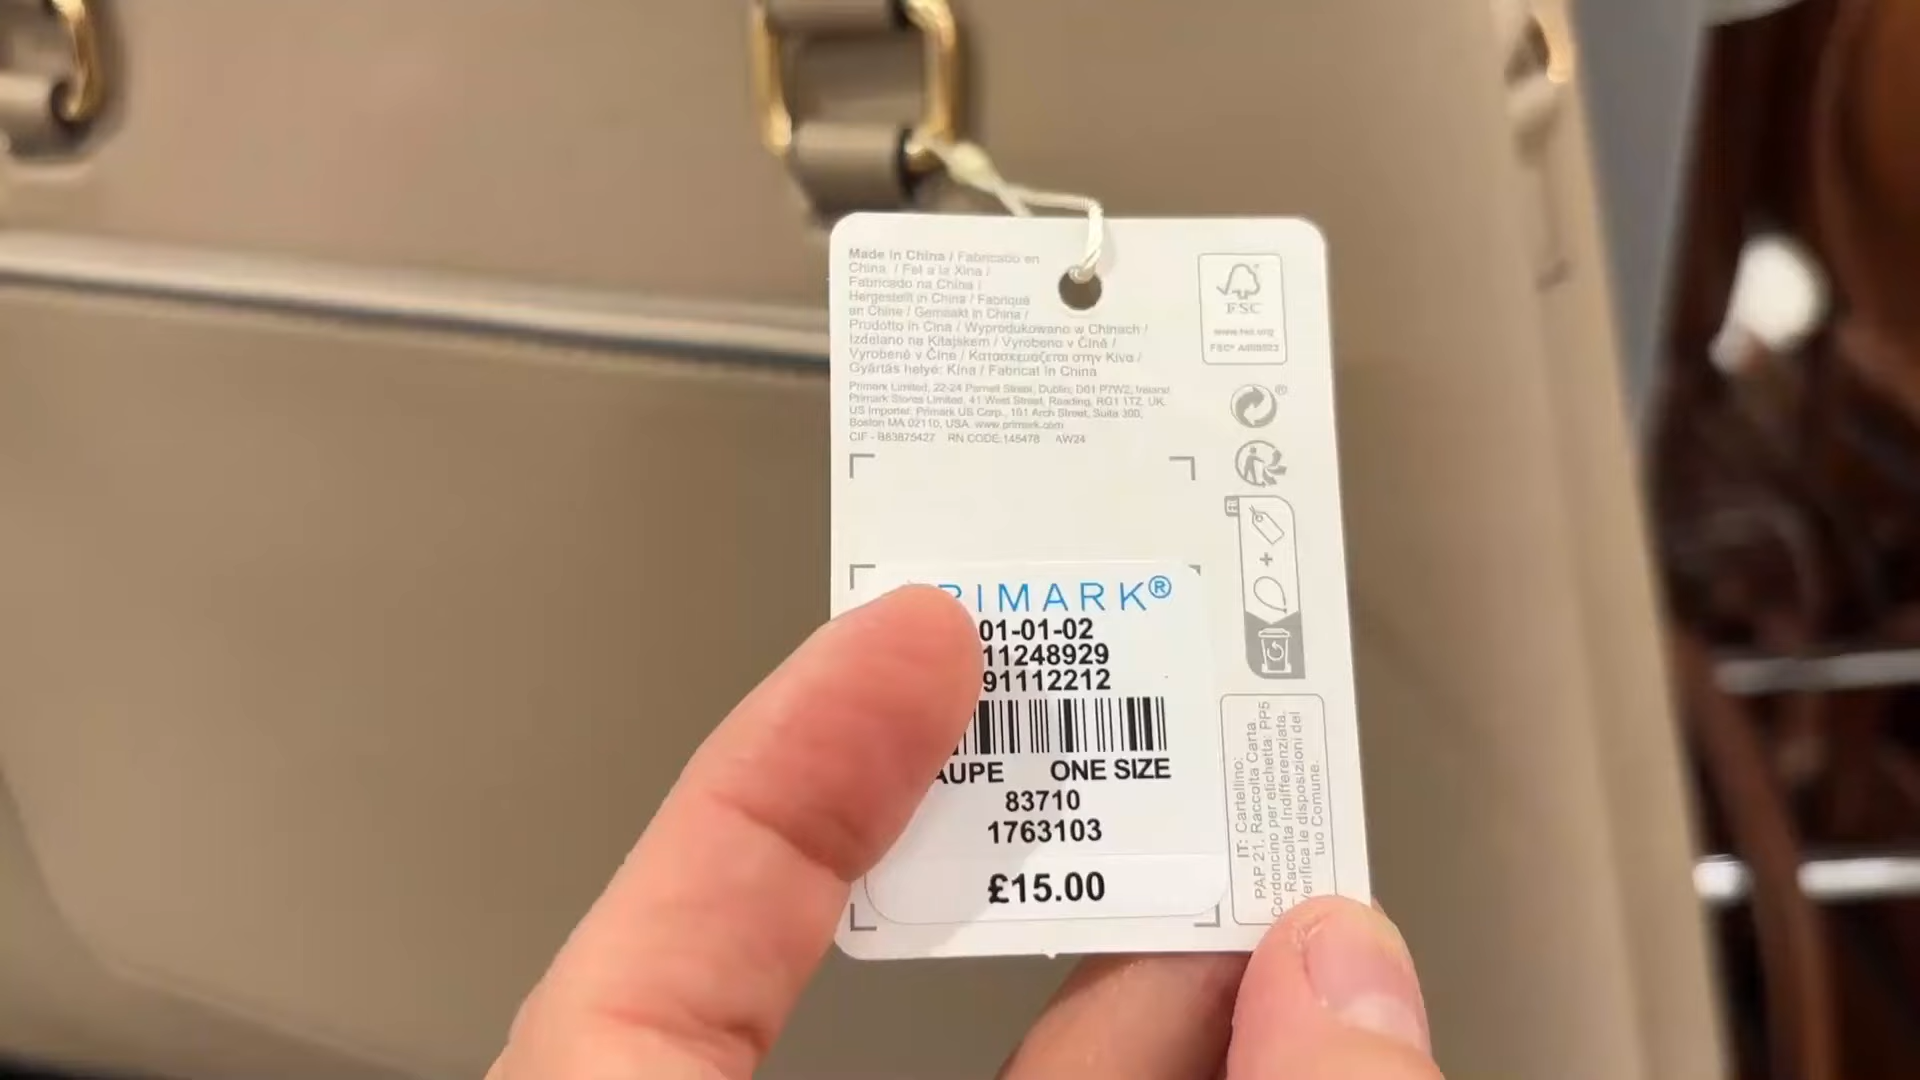 Made in China / Fabricado en
China / Fet a la Xina /
Fabricado na China /
Hergestellt in China / Fabriqué
en Chine / Gemaakt in China /
Prodotto in Cina / Wyprodukowano w Chinach /
Izdelano na Kitajskem / Vyrobeno v Číně /
Vyrobené v Číne / Κατασκευάζεται στην Κίνα /
Gyártás helye: Kína / Fabricat în China
Primark Limited, 22-24 Parnell Street, Dublin, D01 P7W2, Ireland
Primark Stores Limited, 41 West Street, Reading, RG1 1TZ, UK
US Importer: Primark US Corp., 101 Arch Street, Suite 300,
Boston MA 02110, USA. www.primark.com
CIF - B83875427 RN CODE:145478 AW24
FSC
www.fsc.org
FR
+
RIMARK®
01-01-02
11248929
91112212
AUPE ONE SIZE
83710
1763103
£15.00
IT: Cartellino:
PAP 21. Raccolta Carta.
Cordoncino per etichetta: PP5
– Raccolta Indifferenziata.
Verifica le disposizioni del
tuo Comune.